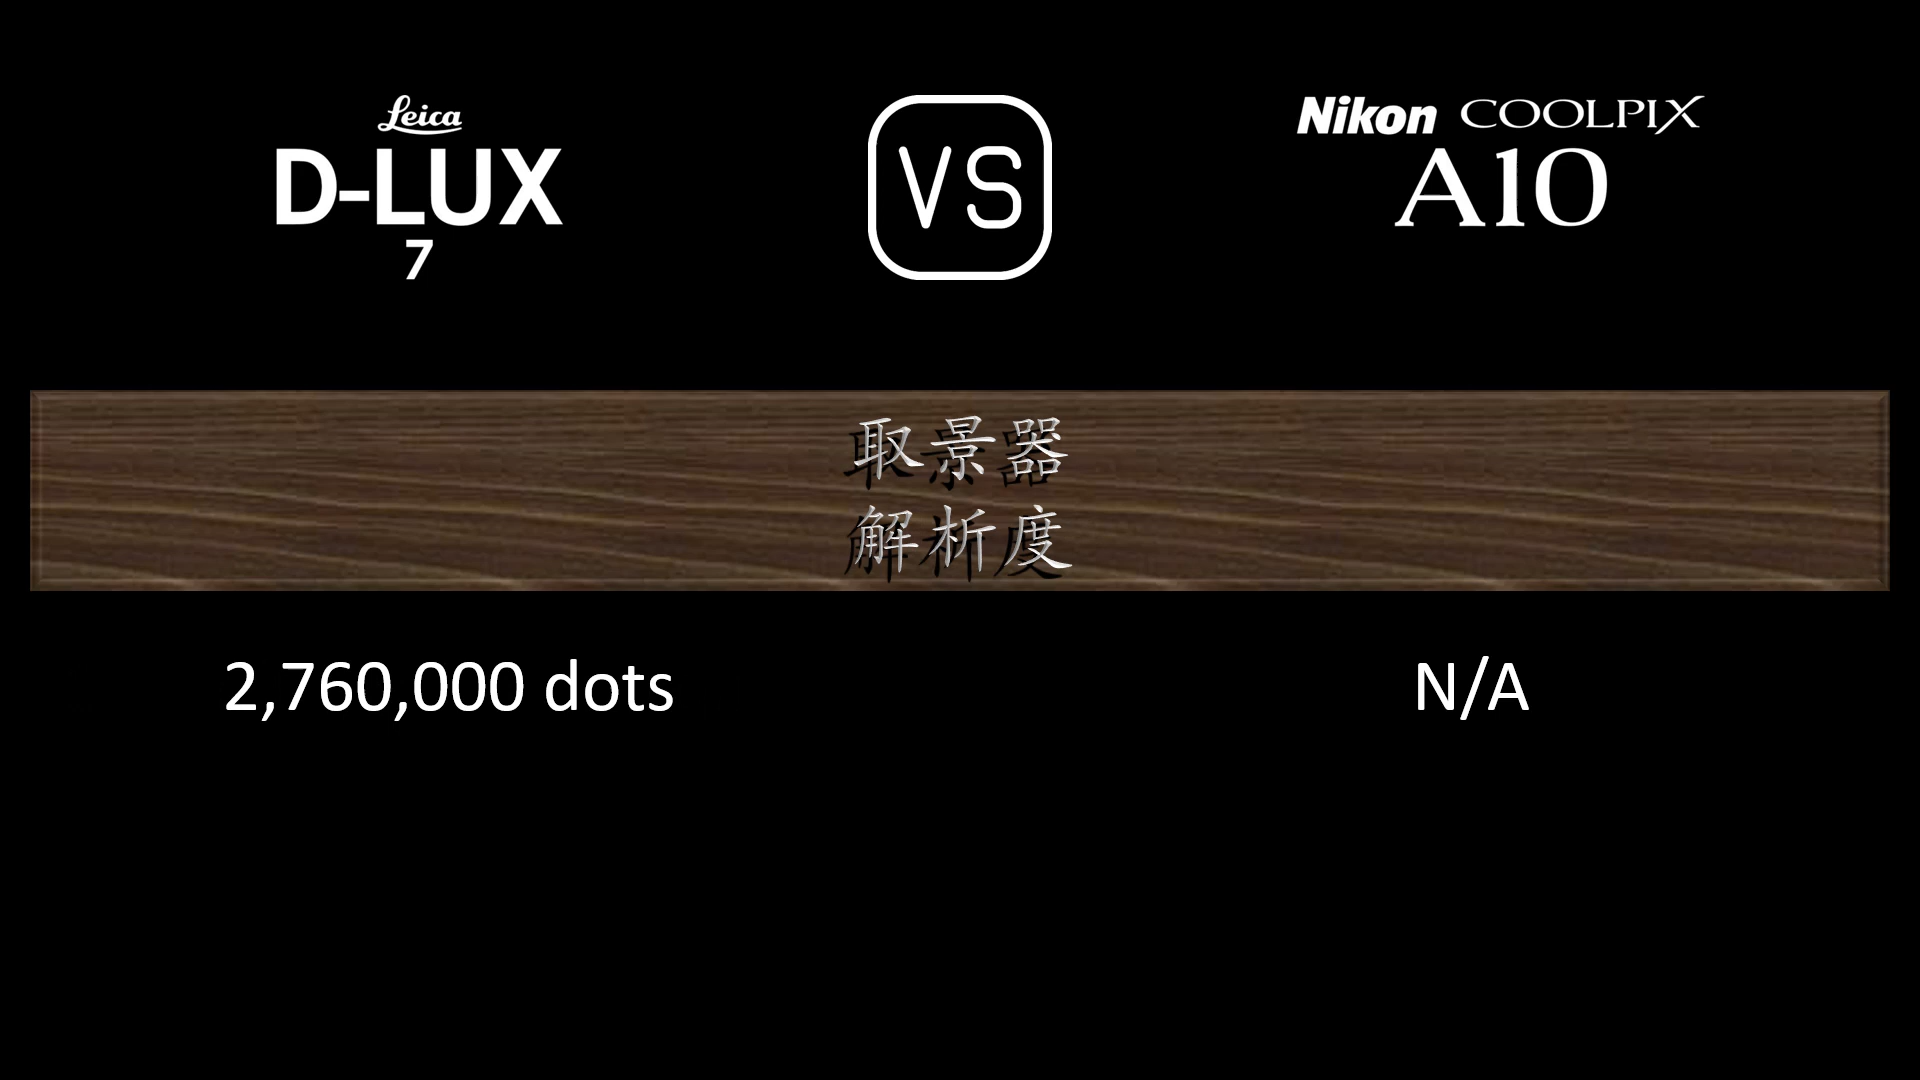 Leica
D-LUX
7
VS
Nikon COOLPIX
A10
取景器
解析度
2,760,000 dots
N/A